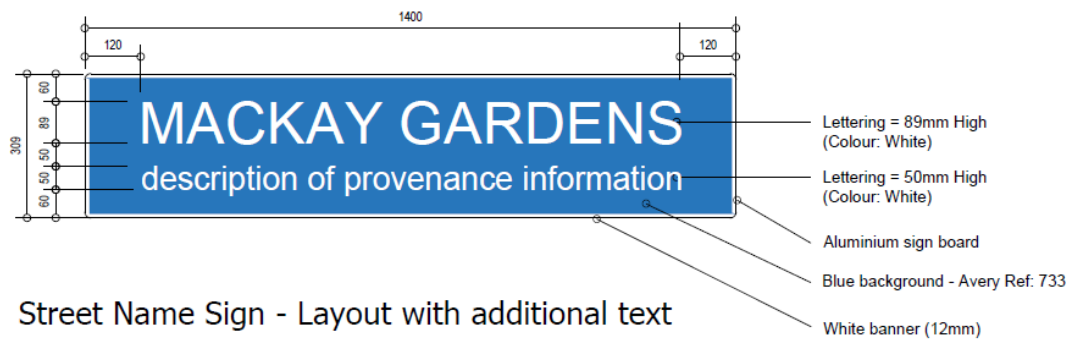 1400
120
120
60
89
50
50
60
309
MACKAY GARDENS
description of provenance information
Lettering = 89mm High
(Colour: White)
Lettering = 50mm High
(Colour: White)
Aluminium sign board
Blue background - Avery Ref: 733
White banner (12mm)
Street Name Sign - Layout with additional text